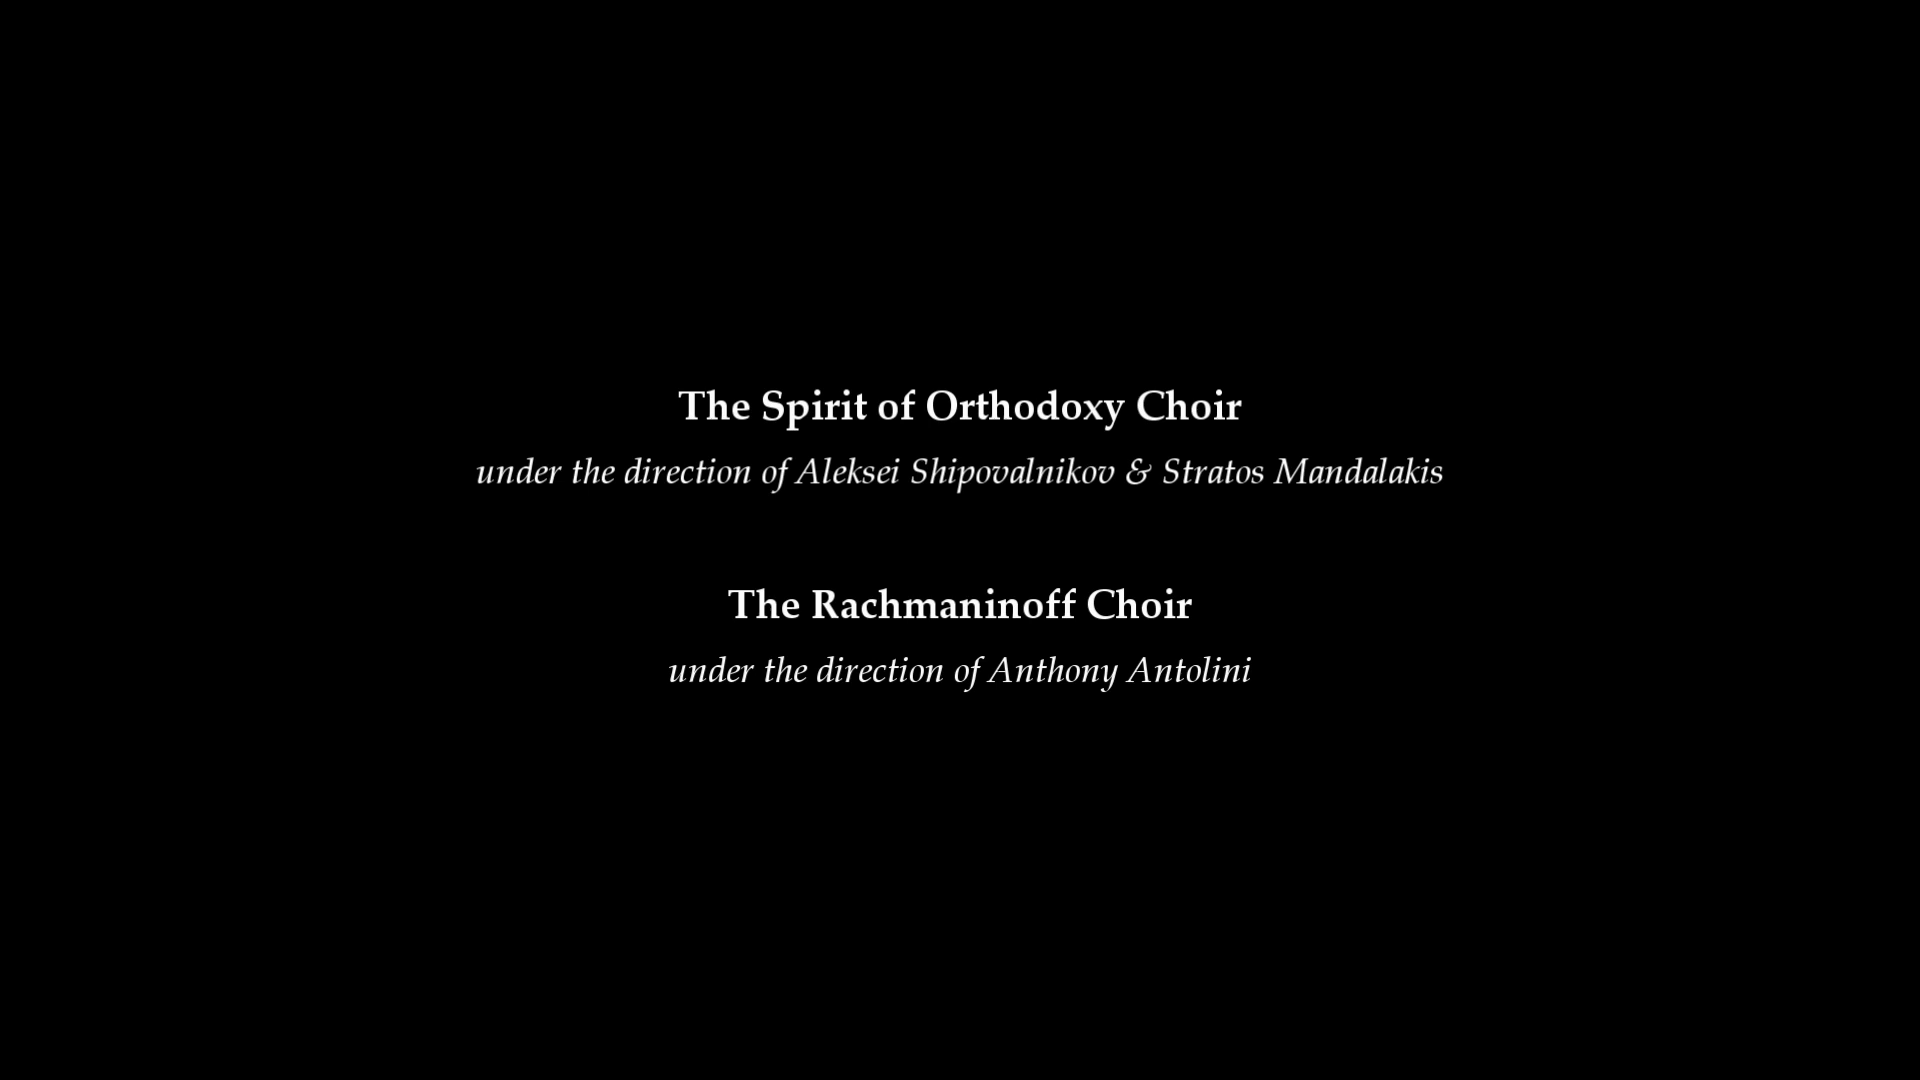 The Spirit of Orthodoxy Choir
under the direction of Aleksei Shipovalnikov & Stratos Mandalakis
The Rachmaninoff Choir
under the direction of Anthony Antolini